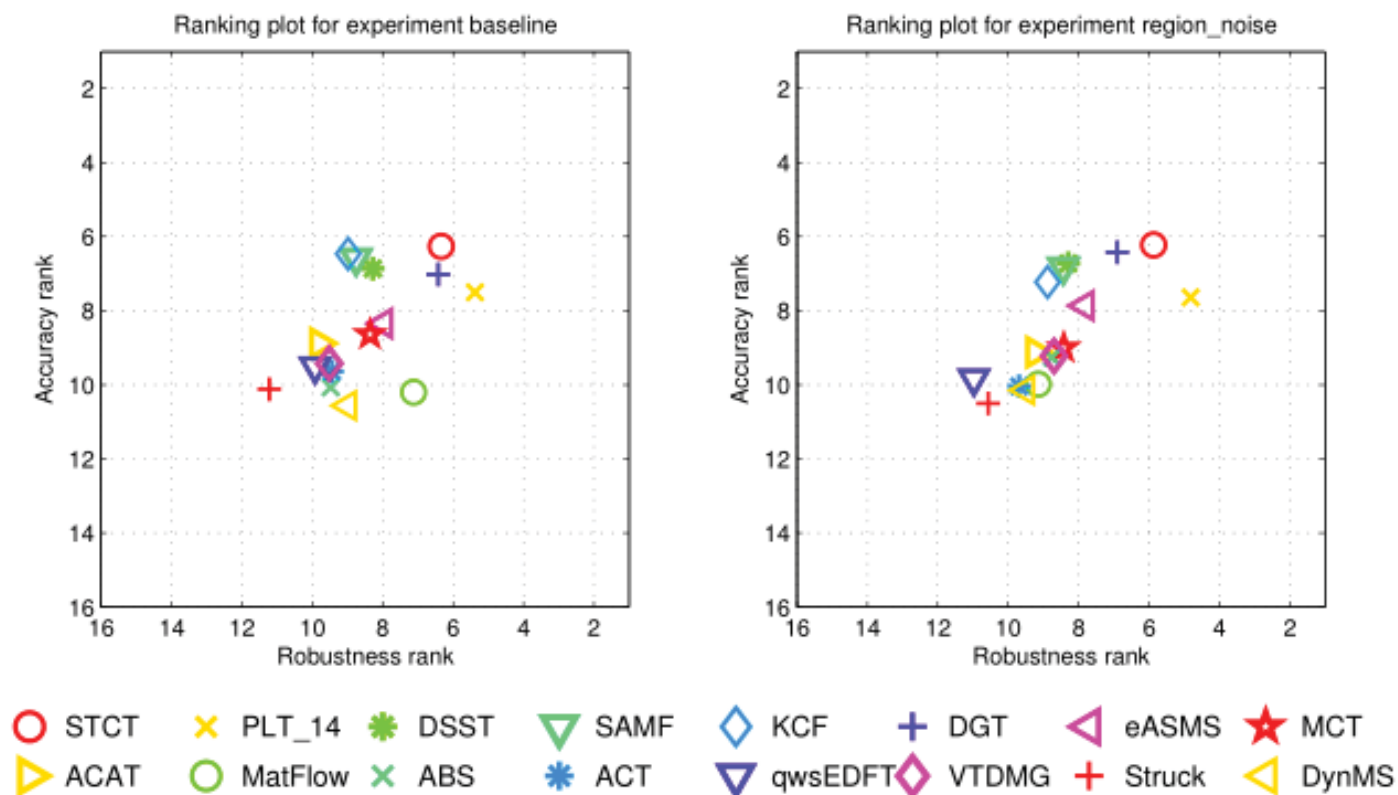 Ranking plot for experiment baseline
2
4
6
8
10
12
14
16
Accuracy rank
16 14 12 10 8 6 4 2
Robustness rank
Ranking plot for experiment region_noise
2
4
6
8
10
12
14
16
Accuracy rank
16 14 12 10 8 6 4 2
Robustness rank
STCT PLT_14 DSST SAMF KCF DGT eASMS MCT
ACAT MatFlow ABS ACT qwsEDFT VTDMG Struck DynMS